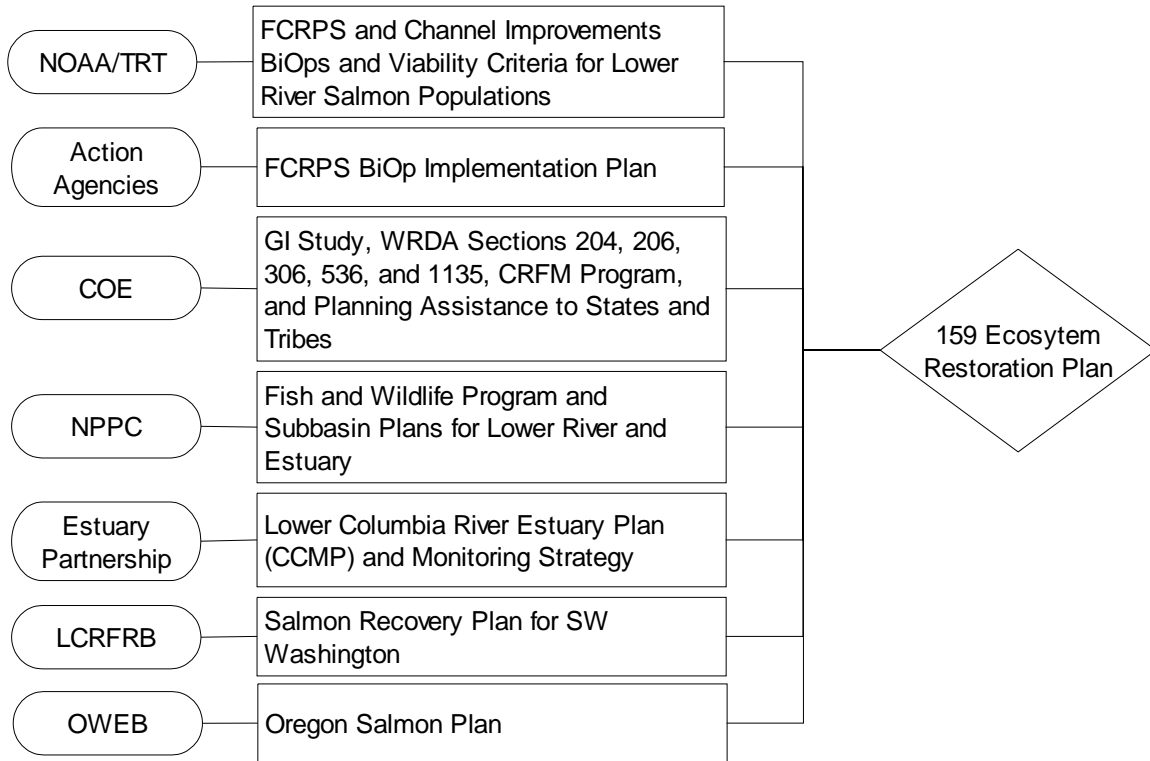 NOAA/TRT
FCRPS and Channel Improvements
BiOps and Viability Criteria for Lower
River Salmon Populations
Action
Agencies
FCRPS BiOp Implementation Plan
COE
GI Study, WRDA Sections 204, 206,
306, 536, and 1135, CRFM Program,
and Planning Assistance to States and
Tribes
NPPC
Fish and Wildlife Program and
Subbasin Plans for Lower River and
Estuary
Estuary
Partnership
Lower Columbia River Estuary Plan
(CCMP) and Monitoring Strategy
LCRFRB
Salmon Recovery Plan for SW
Washington
OWEB
Oregon Salmon Plan
159 Ecosytem
Restoration Plan